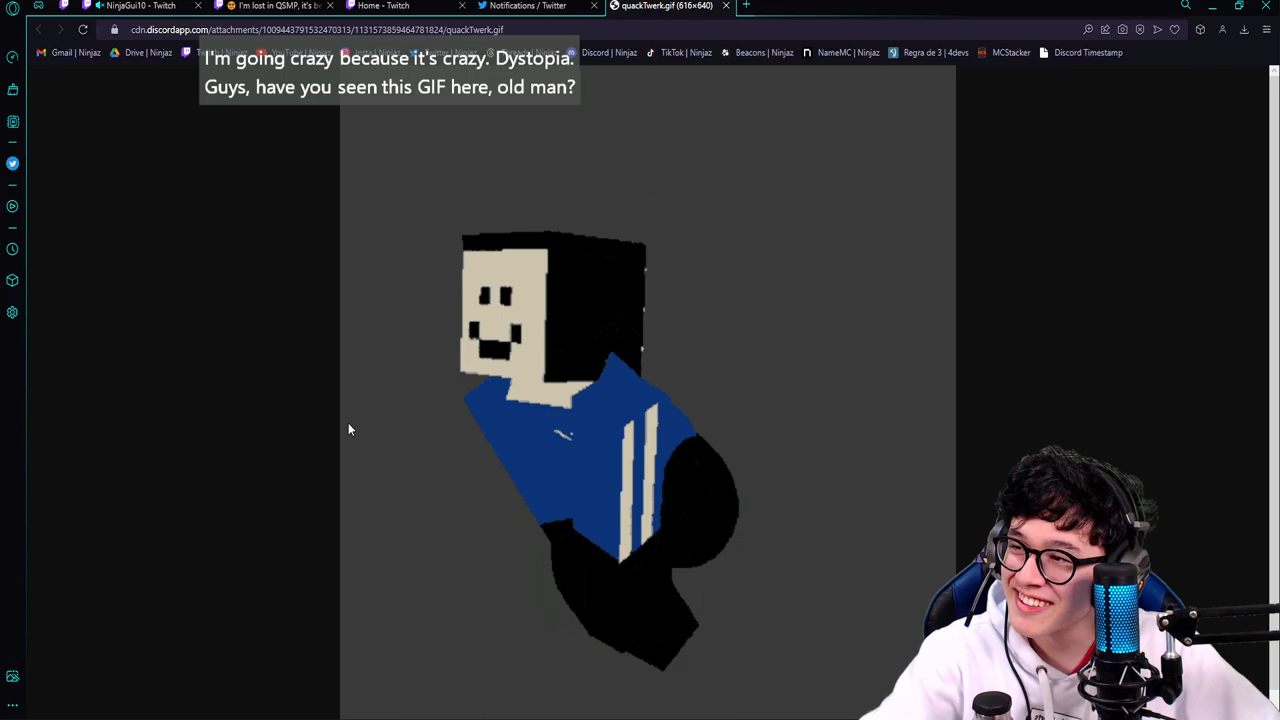 NinjaGui10 - Twitch
I'm lost in QSMP, it's be
Home - Twitch
Notifications / Twitter
quackTwerk.gif (616×640)
cdn.discordapp.com/attachments/1009443791532470313/1131573895464781824/quackTwerk.gif
Gmail | Ninjaz
Drive | Ninjaz
Discord | Ninjaz
TikTok | Ninjaz
Beacons | Ninjaz
NameMC | Ninjaz
Regra de 3 | 4devs
MCStacker
Discord Timestamp
I'm going crazy because it's crazy. Dystopia.
Guys, have you seen this GIF here, old man?